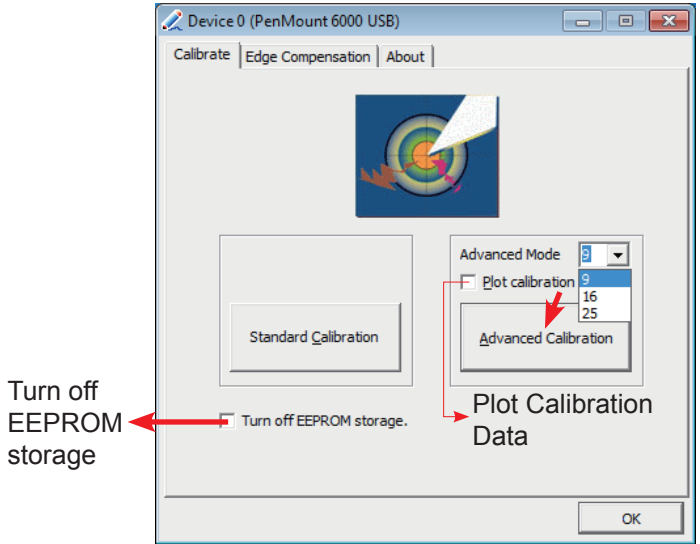 Device 0 (PenMount 6000 USB)
Calibrate
Edge Compensation
About
Advanced Mode
9
Plot calibration
9
16
25
Standard Calibration
Advanced Calibration
Turn off EEPROM storage.
OK
Turn off
EEPROM
storage
Plot Calibration
Data